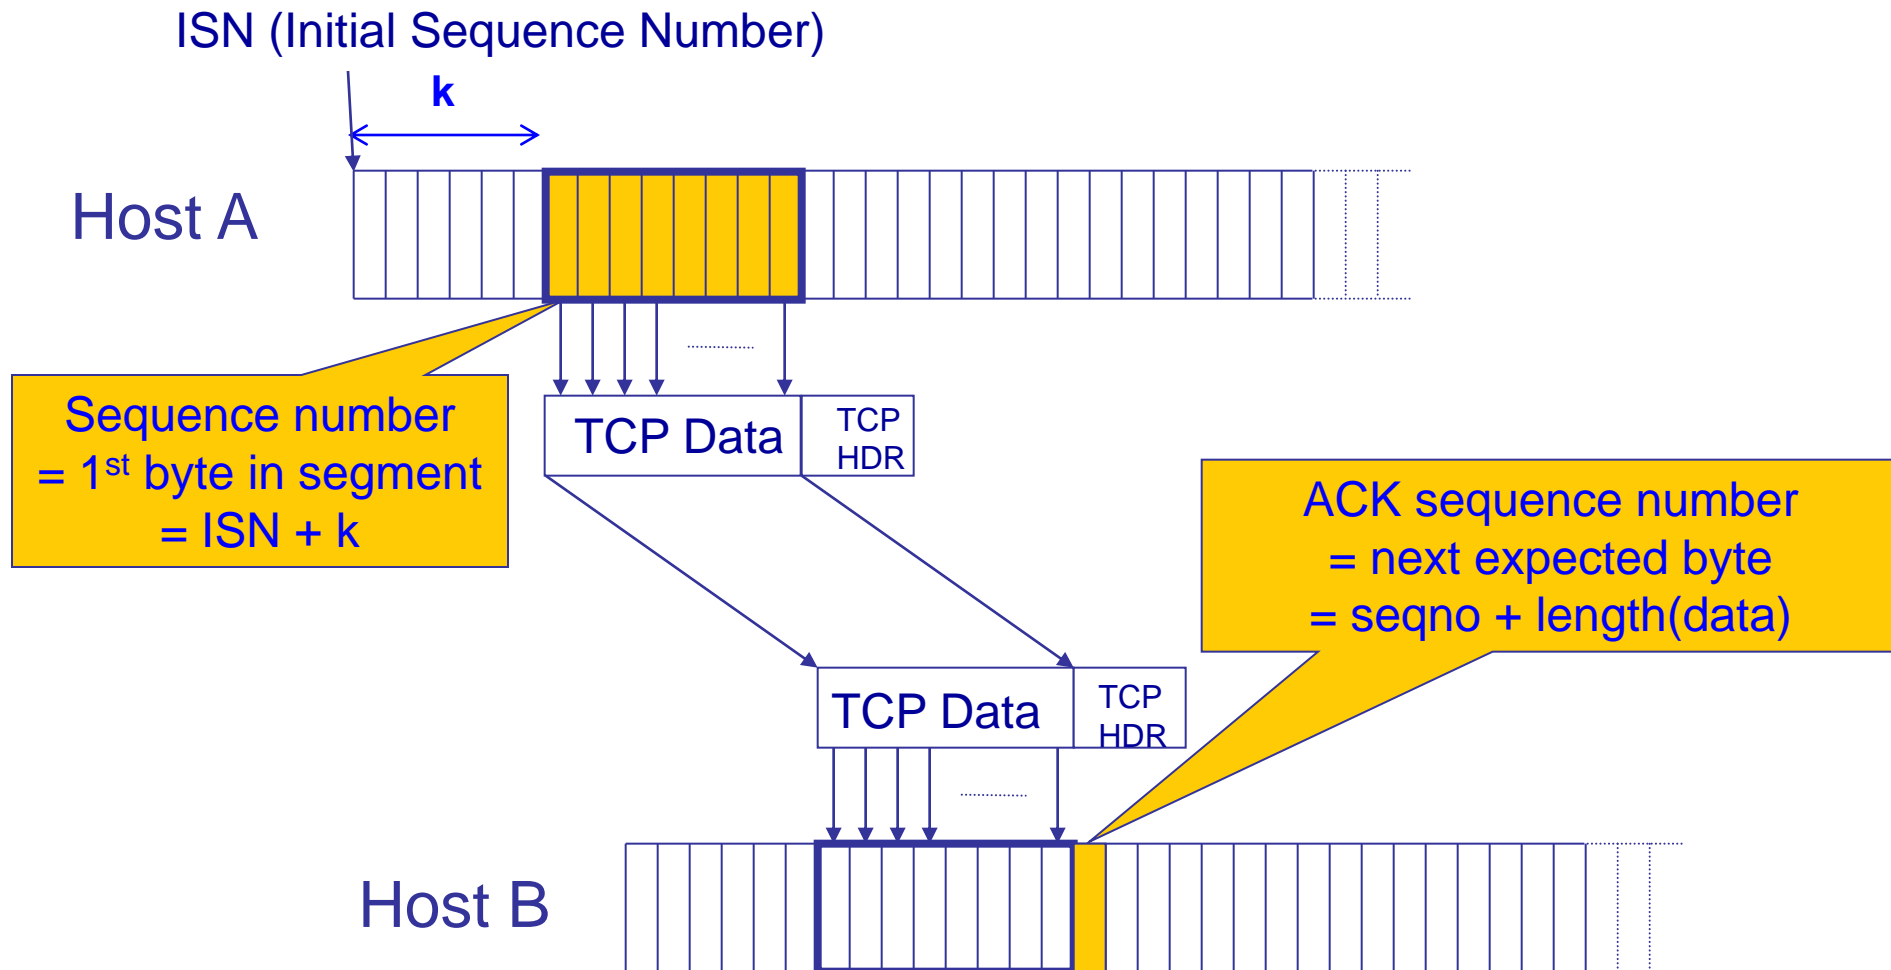 ISN (Initial Sequence Number)
k
Host A
Sequence number
= 1st byte in segment
= ISN + k
TCP Data
TCP
HDR
ACK sequence number
= next expected byte
= seqno + length(data)
TCP Data
TCP
HDR
Host B